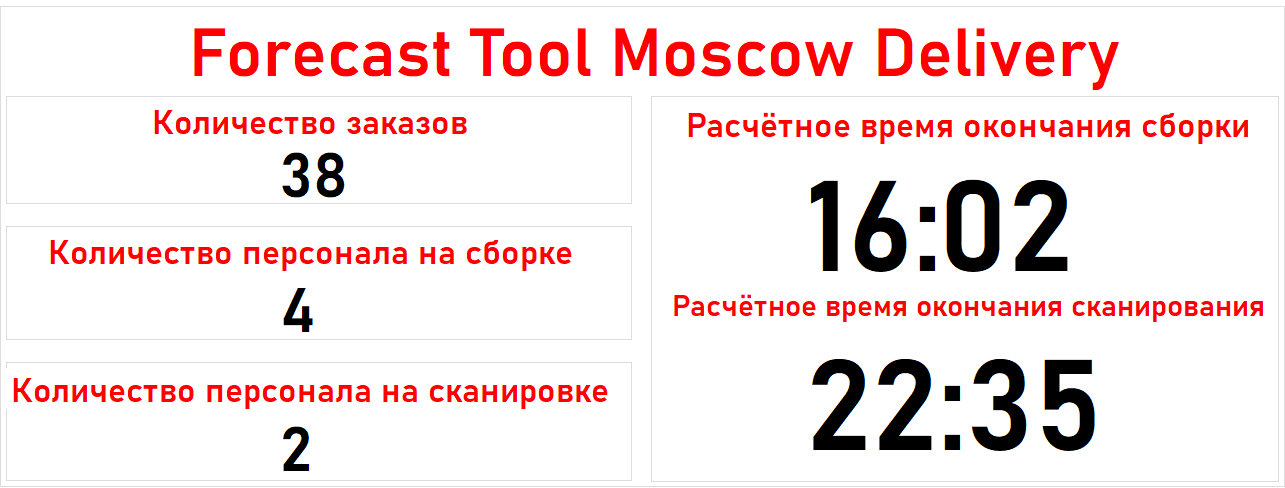 Forecast Tool Moscow Delivery
Количество заказов
38
Количество персонала на сборке
4
Количество персонала на сканировке
2
Расчётное время окончания сборки
16:02
Расчётное время окончания сканирования
22:35